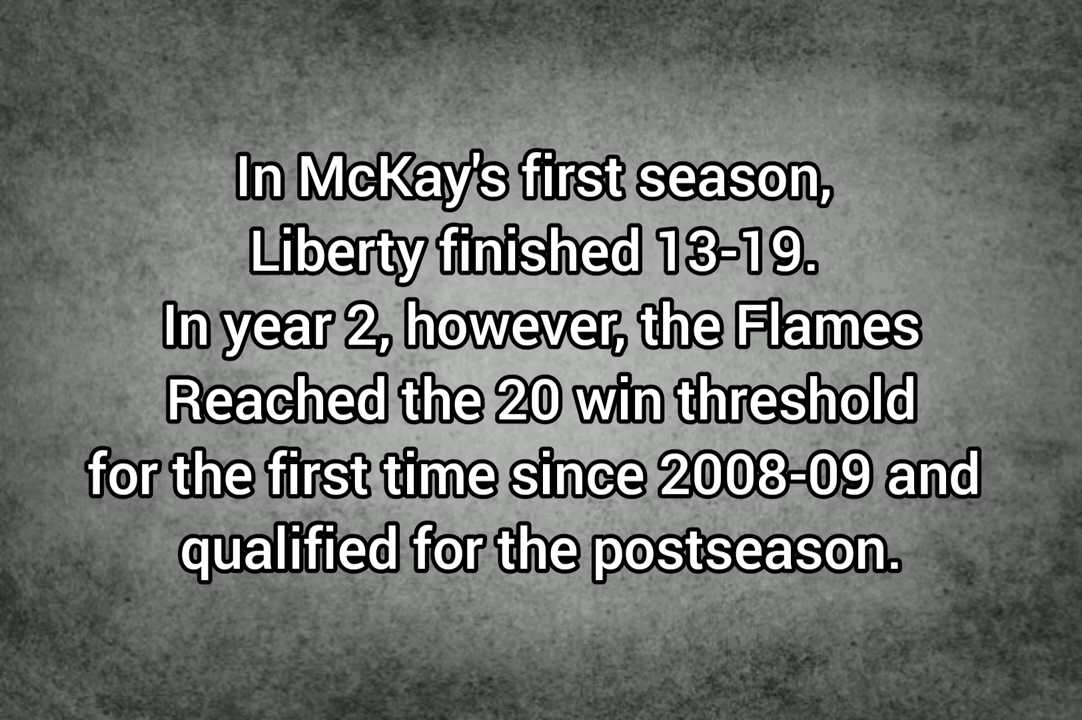 In McKay's first season,
Liberty finished 13-19.
In year 2, however, the Flames
Reached the 20 win threshold
for the first time since 2008-09 and
qualified for the postseason.